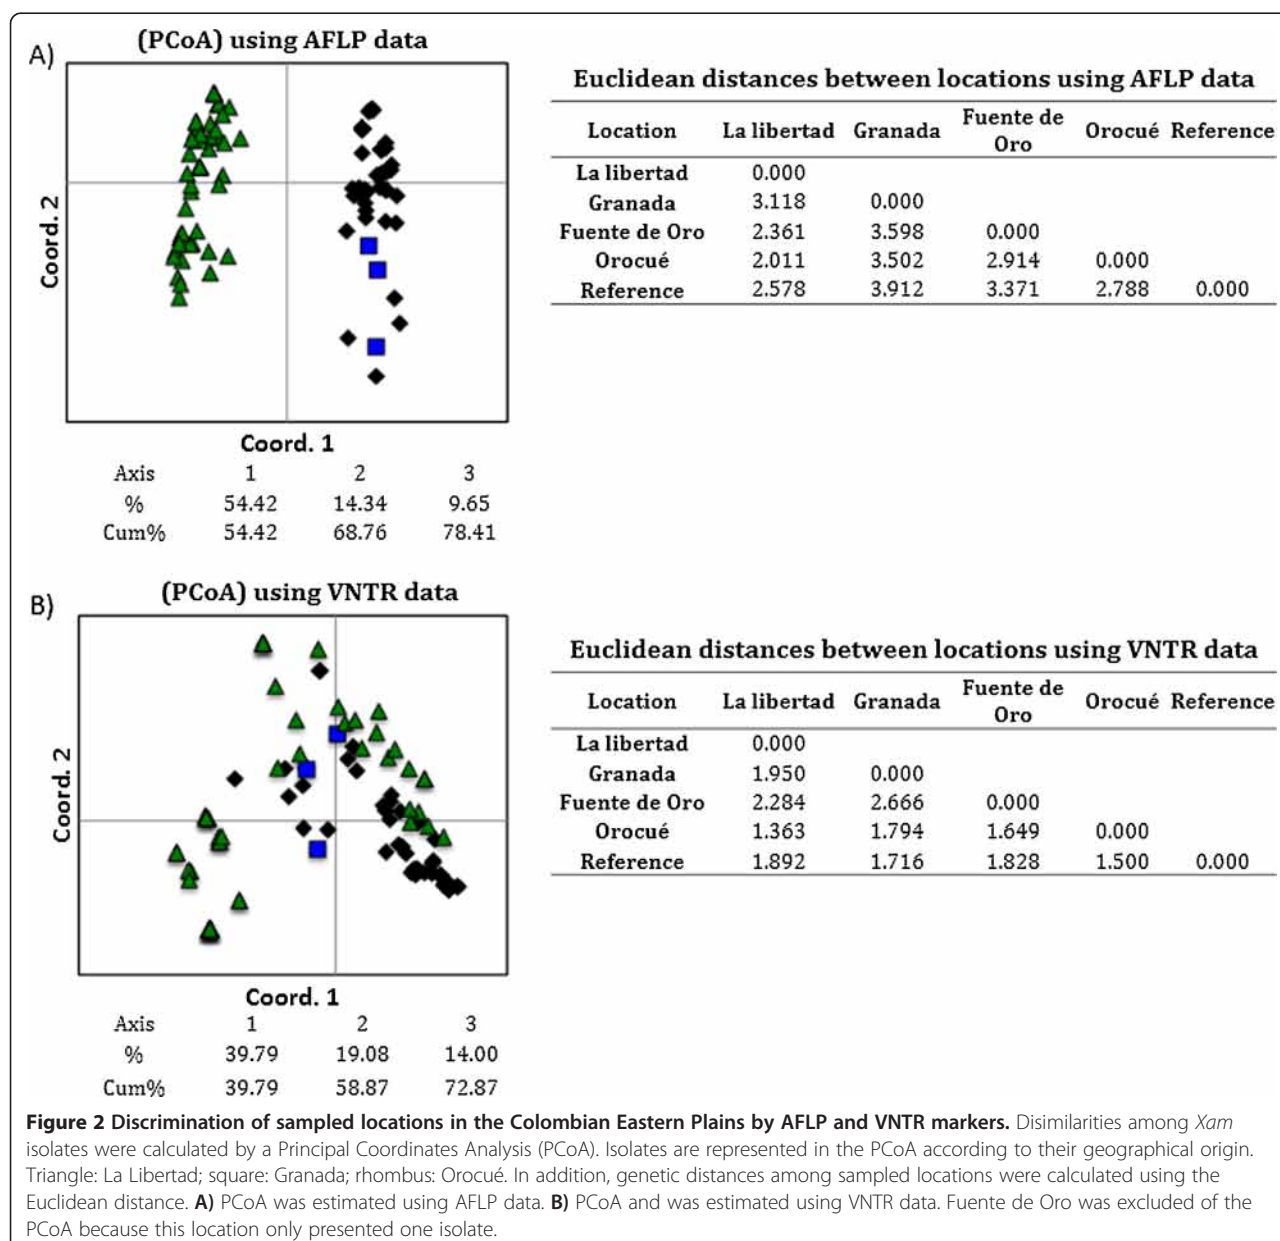 A)
(PCoA) using AFLP data
Coord. 2
Coord. 1
Axis 1 2 3
% 54.42 14.34 9.65
Cum% 54.42 68.76 78.41
Euclidean distances between locations using AFLP data
Location La libertad Granada Fuente de Oro Orocué Reference
La libertad 0.000
Granada 3.118 0.000
Fuente de Oro 2.361 3.598 0.000
Orocué 2.011 3.502 2.914 0.000
Reference 2.578 3.912 3.371 2.788 0.000
B)
(PCoA) using VNTR data
Coord. 2
Coord. 1
Axis 1 2 3
% 39.79 19.08 14.00
Cum% 39.79 58.87 72.87
Euclidean distances between locations using VNTR data
Location La libertad Granada Fuente de Oro Orocué Reference
La libertad 0.000
Granada 1.950 0.000
Fuente de Oro 2.284 2.666 0.000
Orocué 1.363 1.794 1.649 0.000
Reference 1.892 1.716 1.828 1.500 0.000
Figure 2 Discrimination of sampled locations in the Colombian Eastern Plains by AFLP and VNTR markers. Disimilarities among Xam
isolates were calculated by a Principal Coordinates Analysis (PCoA). Isolates are represented in the PCoA according to their geographical origin.
Triangle: La Libertad; square: Granada; rhombus: Orocué. In addition, genetic distances among sampled locations were calculated using the
Euclidean distance. A) PCoA was estimated using AFLP data. B) PCoA and was estimated using VNTR data. Fuente de Oro was excluded of the
PCoA because this location only presented one isolate.